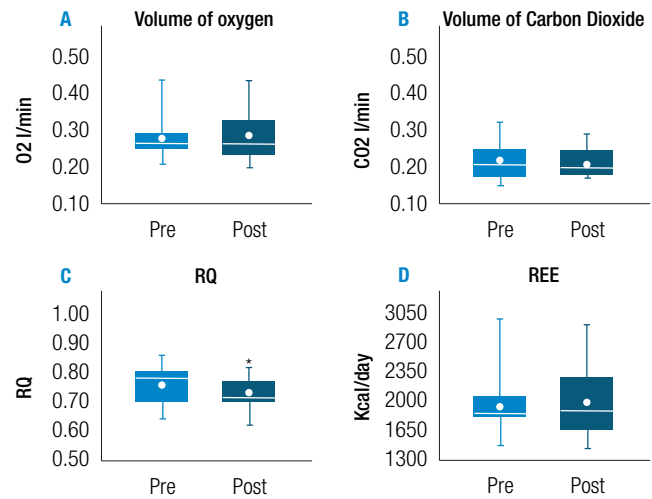 A Volume of oxygen
O2 l/min
0.50
0.40
0.30
0.20
0.10
Pre Post
B Volume of Carbon Dioxide
CO2 l/min
0.50
0.40
0.30
0.20
0.10
Pre Post
C RQ
RQ
1.00
0.90
0.80
0.70
0.60
0.50
*
Pre Post
D REE
Kcal/day
3050
2700
2350
2000
1650
1300
Pre Post